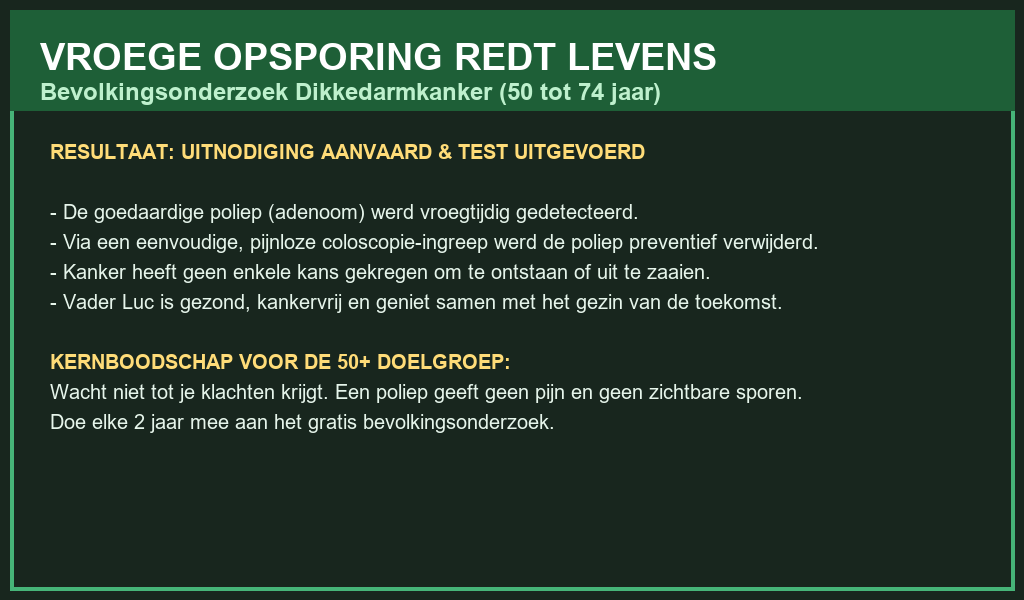 VROEGE OPSPORING REDT LEVENS
Bevolkingsonderzoek Dikkedarmkanker (50 tot 74 jaar)
RESULTAAT: UITNODIGING AANVAARD & TEST UITGEVOERD
- De goedaardige poliep (adenoom) werd vroegtijdig gedetecteerd.
- Via een eenvoudige, pijnloze coloscopie-ingreep werd de poliep preventief verwijderd.
- Kanker heeft geen enkele kans gekregen om te ontstaan of uit te zaaien.
- Vader Luc is gezond, kankervrij en geniet samen met het gezin van de toekomst.
KERNBOODSCHAP VOOR DE 50+ DOELGROEP:
Wacht niet tot je klachten krijgt. Een poliep geeft geen pijn en geen zichtbare sporen.
Doe elke 2 jaar mee aan het gratis bevolkingsonderzoek.